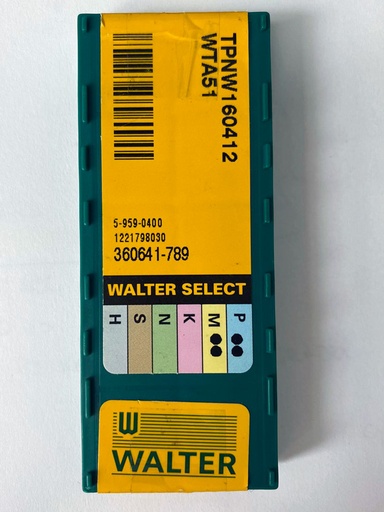 TPNW160412
WTA51
5-959-0400
1221798030
360641-789
WALTER SELECT
P
M
K
N
S
H
W
WALTER